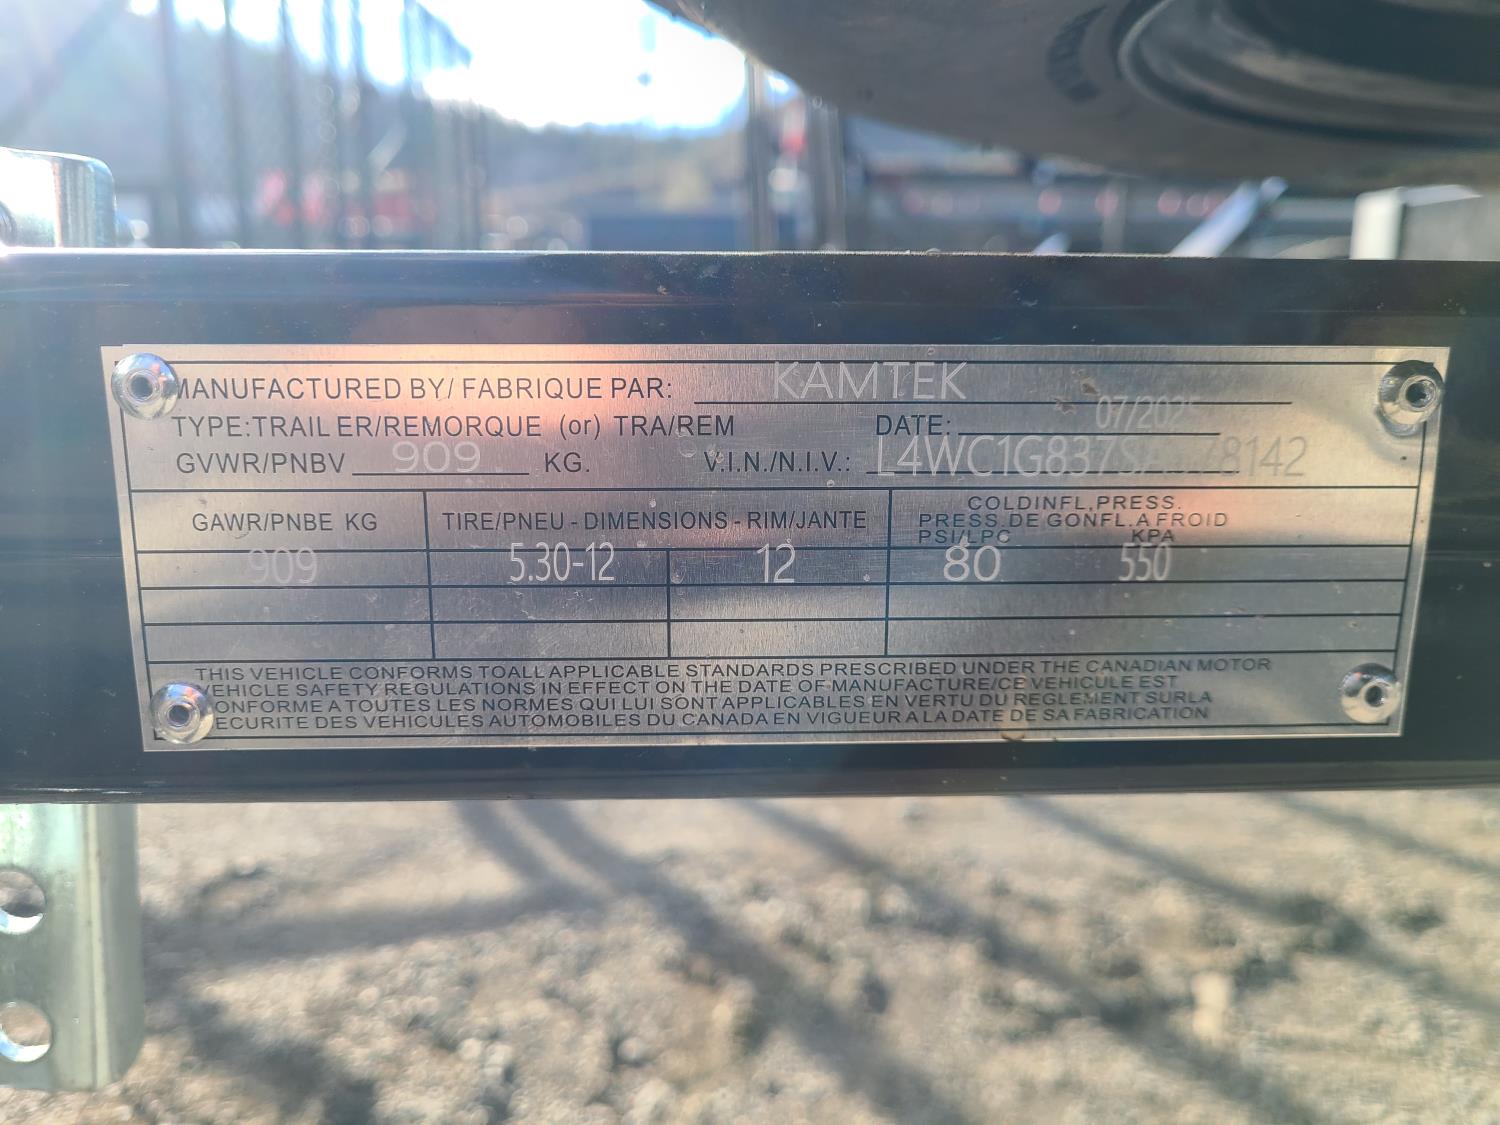 MANUFACTURED BY/ FABRIQUE PAR: KAMTEK
TYPE:TRAILER/REMORQUE (or) TRA/REM DATE: 07/2025
GVWR/PNBV 909 KG. V.I.N./N.I.V.:
GAWR/PNBE KG TIRE/PNEU - DIMENSIONS - RIM/JANTE COLDINFL,PRESS.
PRESS.DE GONFL.A FROID
PSI/LPC KPA
909 5.30-12 12 80 550
THIS VEHICLE CONFORMS TOALL APPLICABLE STANDARDS PRESCRIBED UNDER THE CANADIAN MOTOR
VEHICLE SAFETY REGULATIONS IN EFFECT ON THE DATE OF MANUFACTURE/CE VEHICULE EST
CONFORME A TOUTES LES NORMES QUI LUI SONT APPLICABLES EN VERTU DU REGLEMENT SURLA
SECURITE DES VEHICULES AUTOMOBILES DU CANADA EN VIGUEUR A LA DATE DE SA FABRICATION